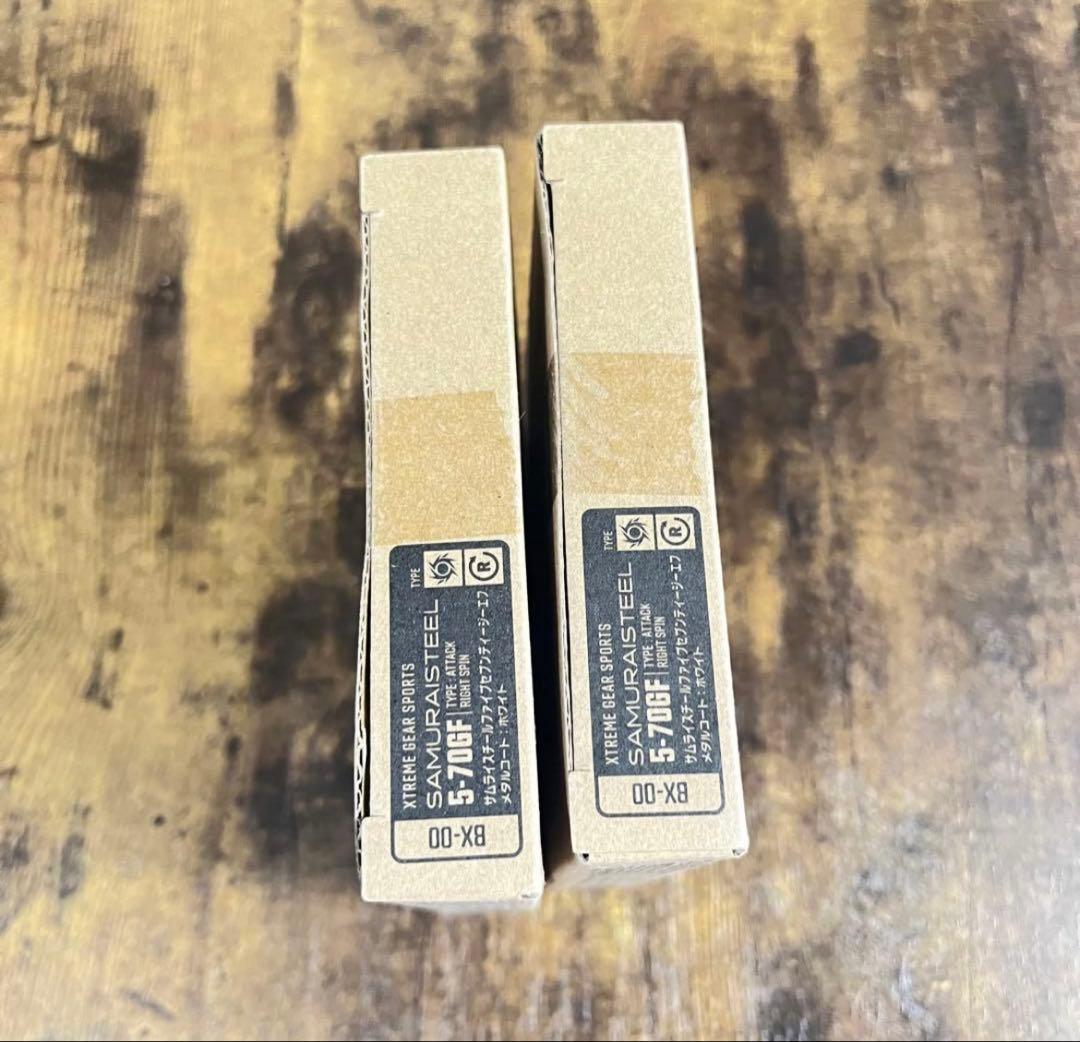 XTREME GEAR SPORTS
SAMURAISTEEL
5-70GF
TYPE : ATTACK
RIGHT SPIN
サムライスチールファイブセブンティージーエフ
メタルコート：ホワイト
TYPE
R
BX-00
XTREME GEAR SPORTS
SAMURAISTEEL
5-70GF
TYPE : ATTACK
RIGHT SPIN
サムライスチールファイブセブンティージーエフ
メタルコート：ホワイト
TYPE
R
BX-00